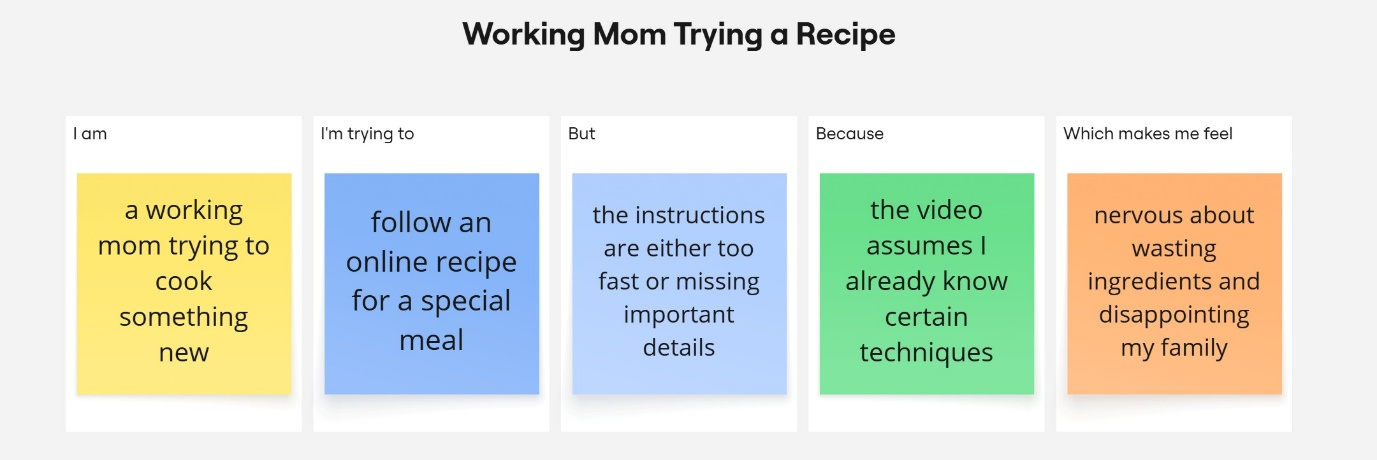 Working Mom Trying a Recipe
I am
a working
mom trying to
cook
something
new
I'm trying to
follow an
online recipe
for a special
meal
But
the instructions
are either too
fast or missing
important
details
Because
the video
assumes I
already know
certain
techniques
Which makes me feel
nervous about
wasting
ingredients and
disappointing
my family